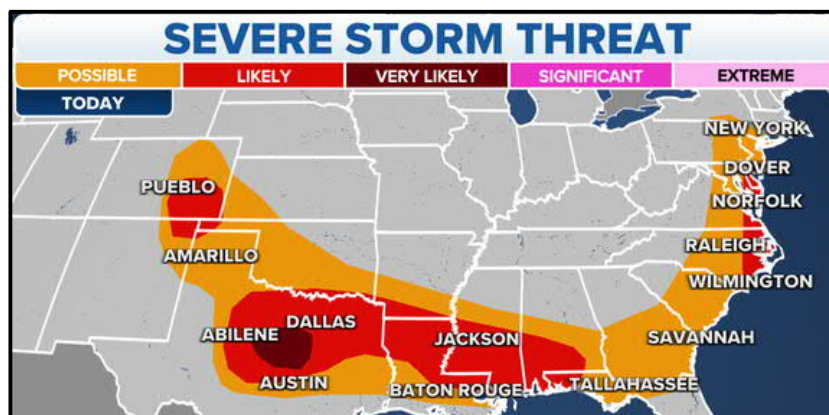 SEVERE STORM THREAT
POSSIBLE LIKELY VERY LIKELY SIGNIFICANT EXTREME
TODAY
NEW YORK
DOVER
PUEBLO
NORFOLK
RALEIGH
AMARILLO
WILMINGTON
DALLAS
ABILENE
JACKSON
SAVANNAH
AUSTIN
BATON ROUGE
TALLAHASSEE